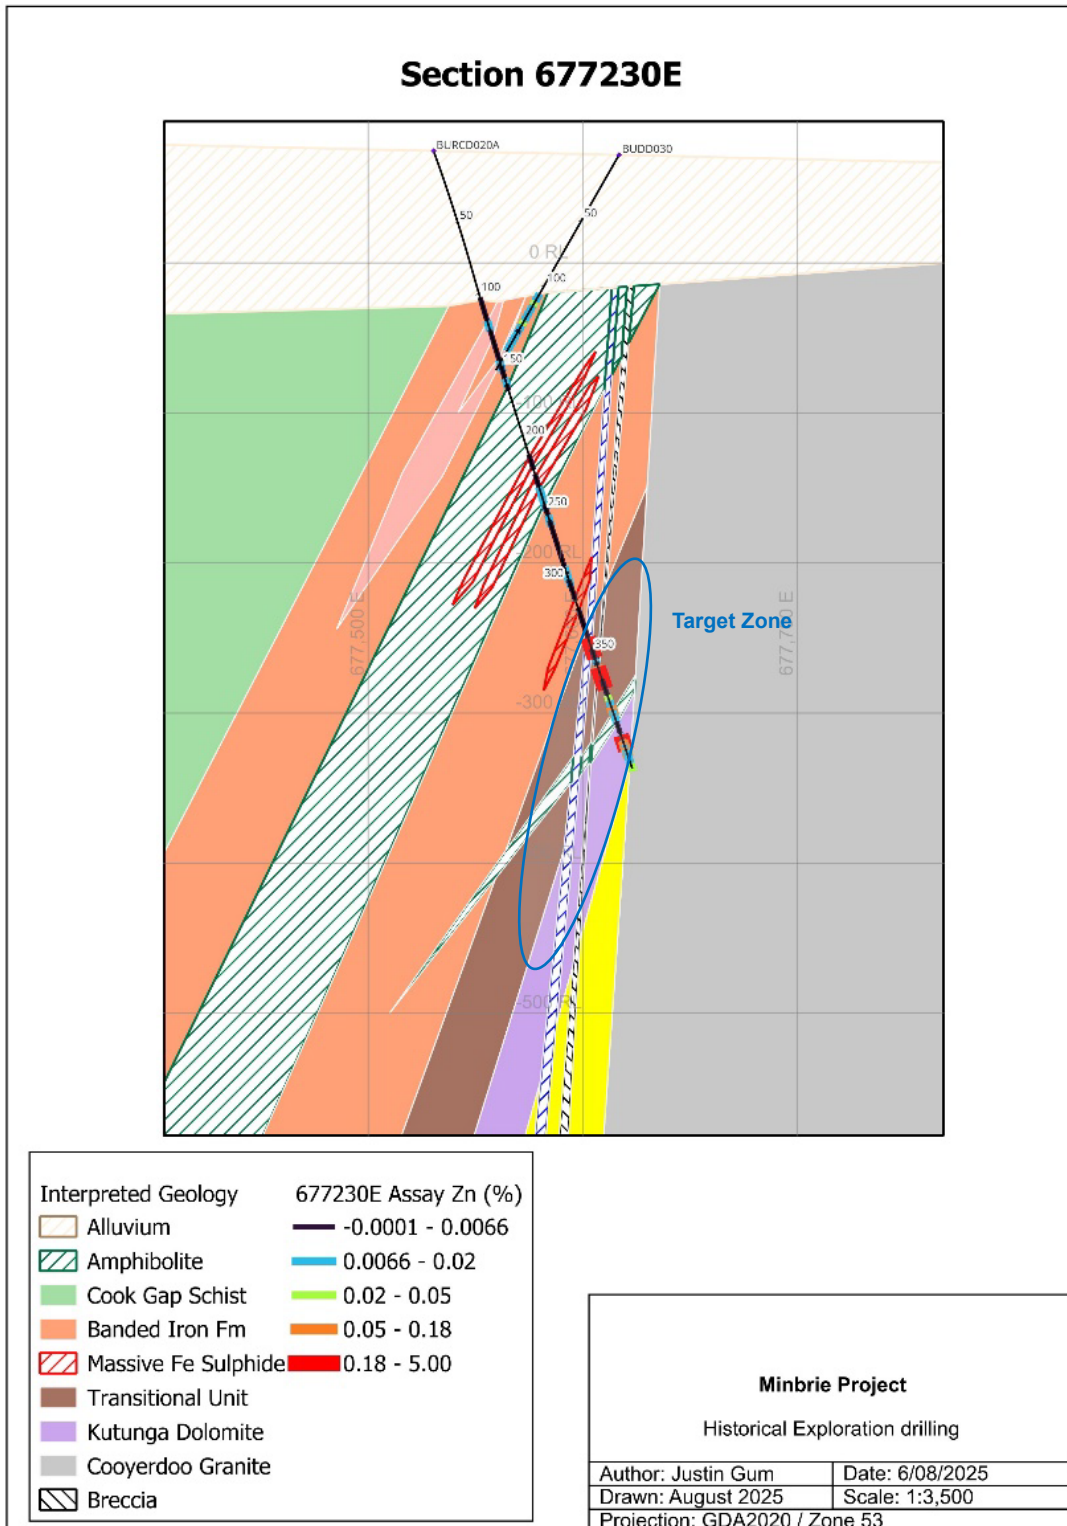 Section 677230E
BURCD020A
BUDD030
50
50
0 RL
100
100
150
-100 RL
200
250
-200 RL
300
677,500 E
677,700 E
Target Zone
350
-300
-500 RL
Interpreted Geology
Alluvium
Amphibolite
Cook Gap Schist
Banded Iron Fm
Massive Fe Sulphide
Transitional Unit
Kutunga Dolomite
Cooyerdoo Granite
Breccia
677230E Assay Zn (%)
-0.0001 - 0.0066
0.0066 - 0.02
0.02 - 0.05
0.05 - 0.18
0.18 - 5.00
Minbrie Project
Historical Exploration drilling
Author: Justin Gum
Date: 6/08/2025
Drawn: August 2025
Scale: 1:3,500
Projection: GDA2020 / Zone 53